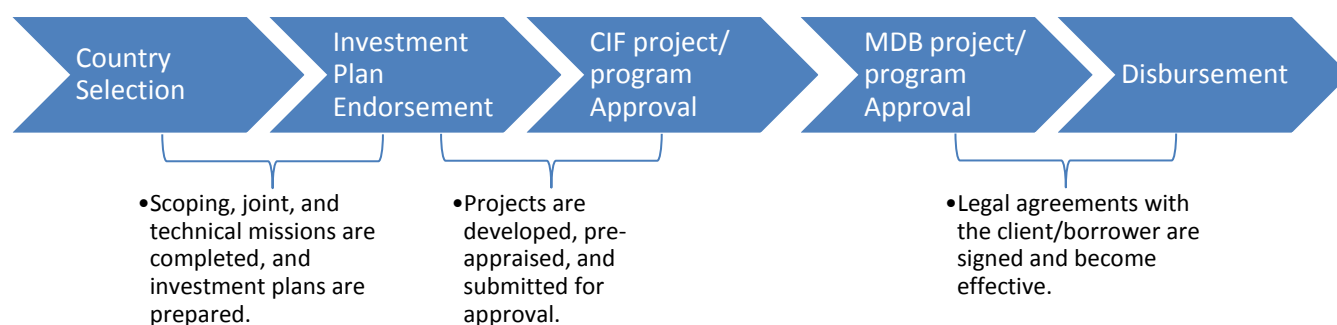 Country
Selection
Investment
Plan
Endorsement
CIF project/
program
Approval
MDB project/
program
Approval
Disbursement
•Scoping, joint, and
technical missions are
completed, and
investment plans are
prepared.
•Projects are
developed, pre-
appraised, and
submitted for
approval.
•Legal agreements with
the client/borrower are
signed and become
effective.